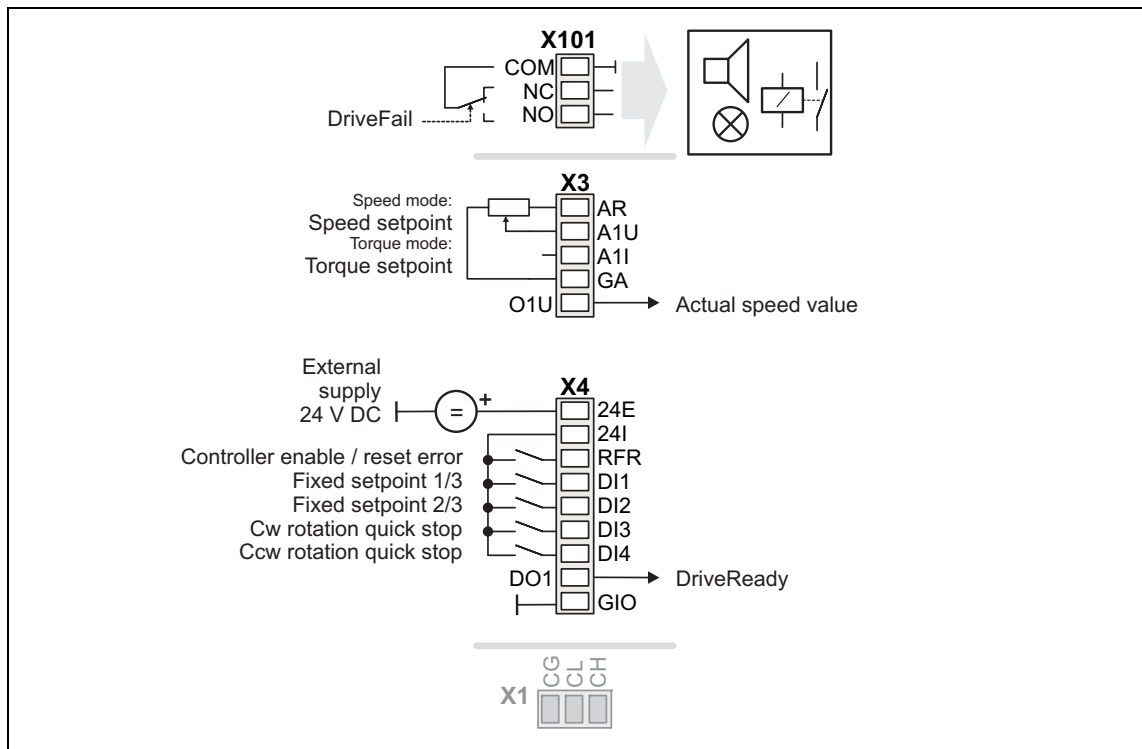 X101
COM
NC
NO
DriveFail
X3
Speed mode:
Speed setpoint
Torque mode:
Torque setpoint
AR
A1U
A1I
GA
O1U
Actual speed value
External
supply
24 V DC
=
+
X4
24E
24I
Controller enable / reset error
RFR
Fixed setpoint 1/3
DI1
Fixed setpoint 2/3
DI2
Cw rotation quick stop
DI3
Ccw rotation quick stop
DI4
DO1
DriveReady
GIO
X1
CG
CL
CH